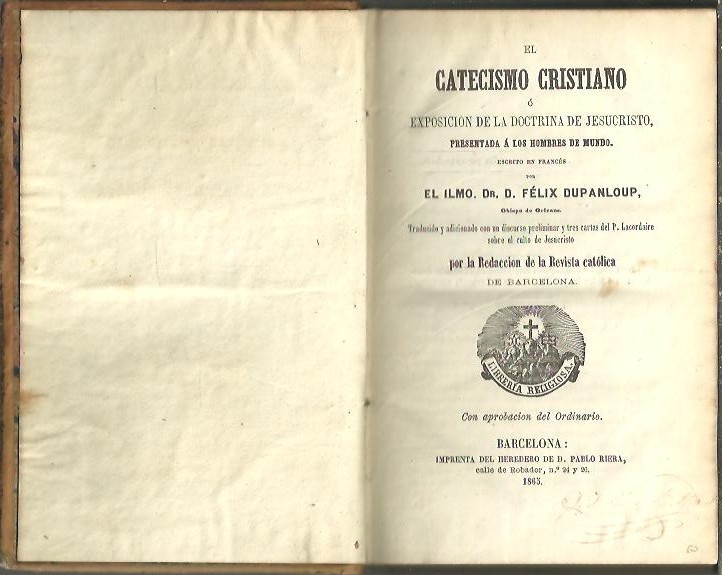 EL
CATECISMO CRISTIANO
ó
EXPOSICION DE LA DOCTRINA DE JESUCRISTO,
PRESENTADA Á LOS HOMBRES DE MUNDO.
ESCRITO EN FRANCÉS
POR
EL ILMO. DR. D. FÉLIX DUPANLOUP,
Obispo de Orleans.
Traducido y adicionado con un discurso preliminar y tres cartas del P. Lacordaire
sobre el culto de Jesucristo
por la Redaccion de la Revista católica
DE BARCELONA.
LIBRERIA RELIGIOSA.
Con aprobacion del Ordinario.
BARCELONA:
IMPRENTA DEL HEREDERO DE D. PABLO RIERA,
calle de Robador, n.º 24 y 26.
1865.